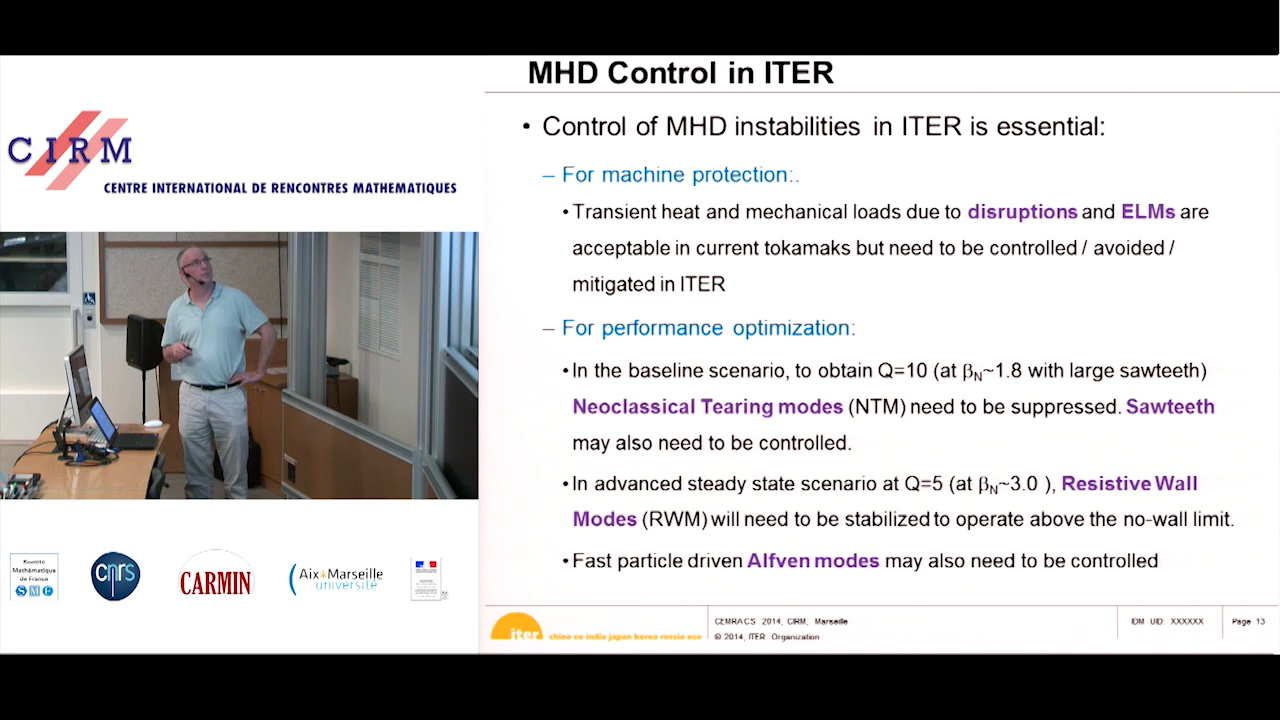 CIRM
CENTRE INTERNATIONAL DE RENCONTRES MATHEMATIQUES
Société
Mathématique
de France
SMF
cnrs
CARMIN
Aix*Marseille
université
MHD Control in ITER
• Control of MHD instabilities in ITER is essential:
– For machine protection:.
• Transient heat and mechanical loads due to disruptions and ELMs are
acceptable in current tokamaks but need to be controlled / avoided /
mitigated in ITER
– For performance optimization:
• In the baseline scenario, to obtain Q=10 (at βN~1.8 with large sawteeth)
Neoclassical Tearing modes (NTM) need to be suppressed. Sawteeth
may also need to be controlled.
• In advanced steady state scenario at Q=5 (at βN~3.0 ), Resistive Wall
Modes (RWM) will need to be stabilized to operate above the no-wall limit.
• Fast particle driven Alfven modes may also need to be controlled
iter
china eu india japan korea russia usa
CEMRACS 2014, CIRM, Marseille
© 2014, ITER Organization
IDM UID: XXXXXX
Page 13